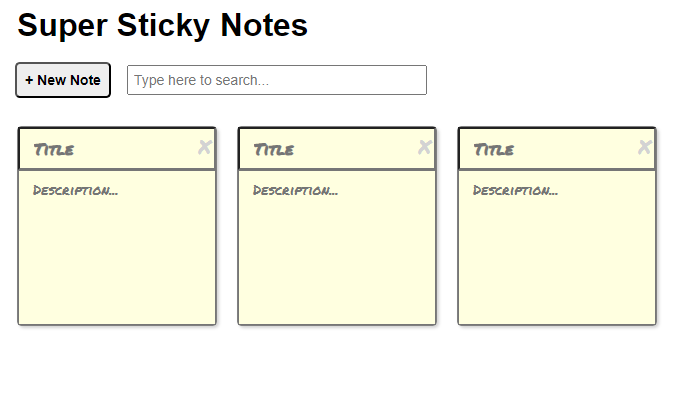 Super Sticky Notes
+ New Note
Type here to search...
Title
Title
Title
Description...
Description...
Description...